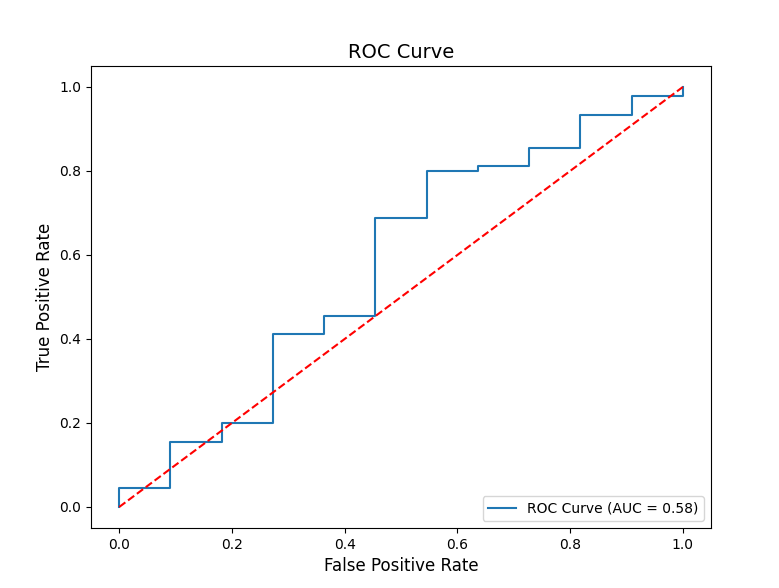 ROC Curve
1.0
0.8
0.6
0.4
0.2
0.0
True Positive Rate
ROC Curve (AUC = 0.58)
0.0 0.2 0.4 0.6 0.8 1.0
False Positive Rate